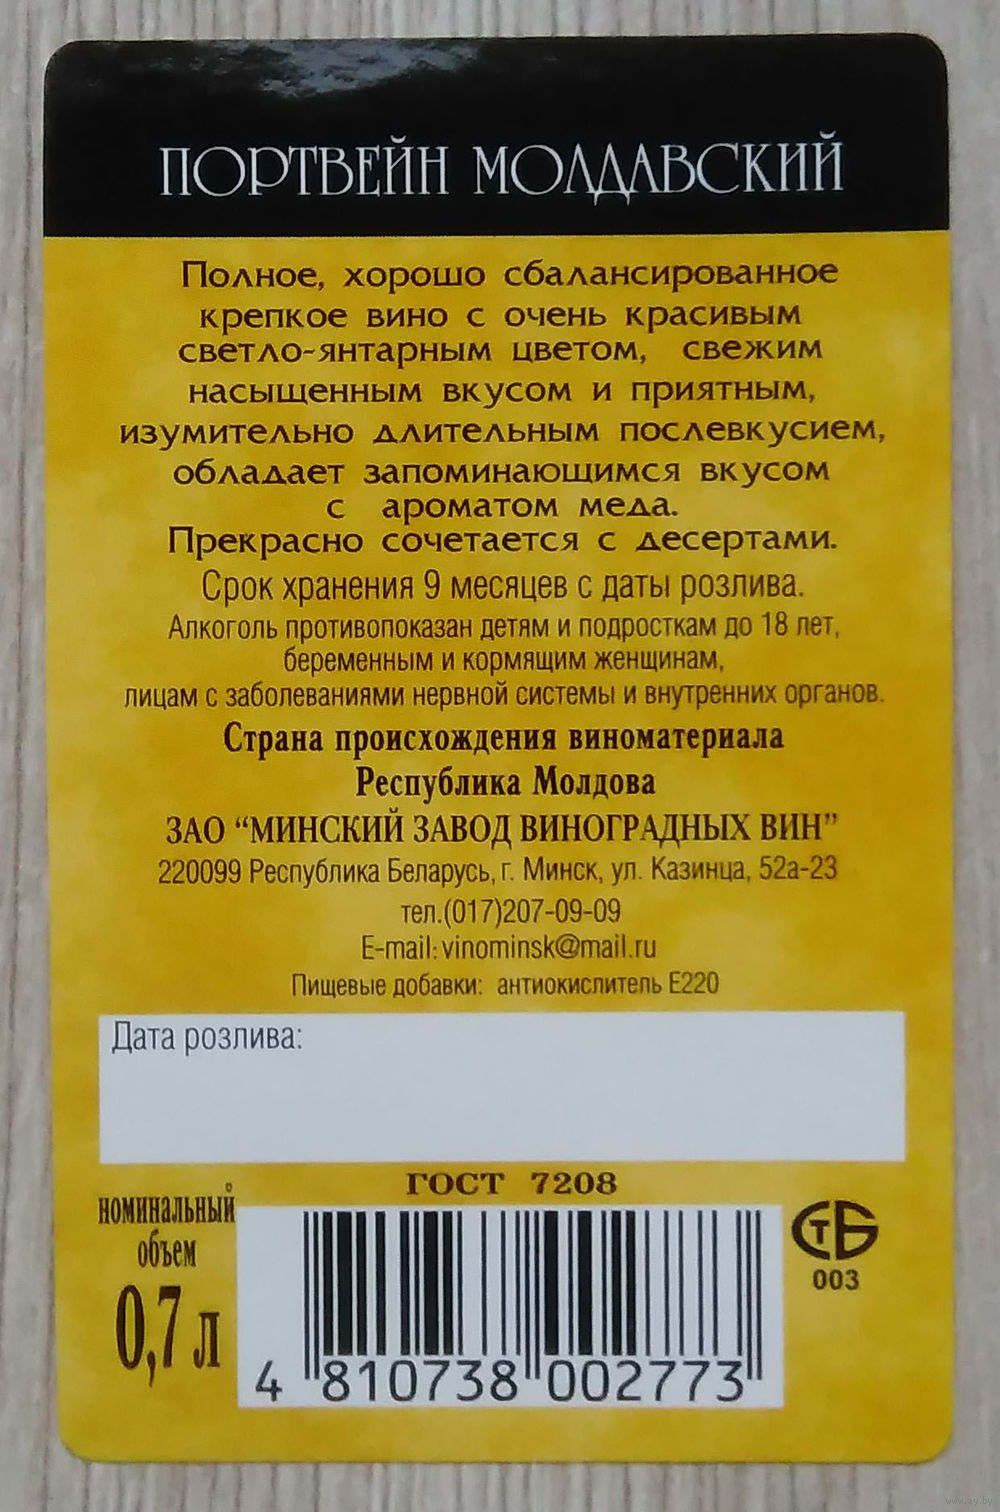 ПОРТВЕЙН МОЛДАВСКИЙ
Полное, хорошо сбалансированное
крепкое вино с очень красивым
светло-янтарным цветом, свежим
насыщенным вкусом и приятным,
изумительно длительным послевкусием,
обладает запоминающимся вкусом
с ароматом меда.
Прекрасно сочетается с десертами.
Срок хранения 9 месяцев с даты розлива.
Алкоголь противопоказан детям и подросткам до 18 лет,
беременным и кормящим женщинам,
лицам с заболеваниями нервной системы и внутренних органов.
Страна происхождения виноматериала
Республика Молдова
ЗАО “МИНСКИЙ ЗАВОД ВИНОГРАДНЫХ ВИН”
220099 Республика Беларусь, г. Минск, ул. Казинца, 52а-23
тел.(017)207-09-09
E-mail: vinominsk@mail.ru
Пищевые добавки: антиокислитель Е220
Дата розлива:
ГОСТ 7208
номинальный
объем
0,7 л
СТБ
003
4 810738 002773
www.ay.by